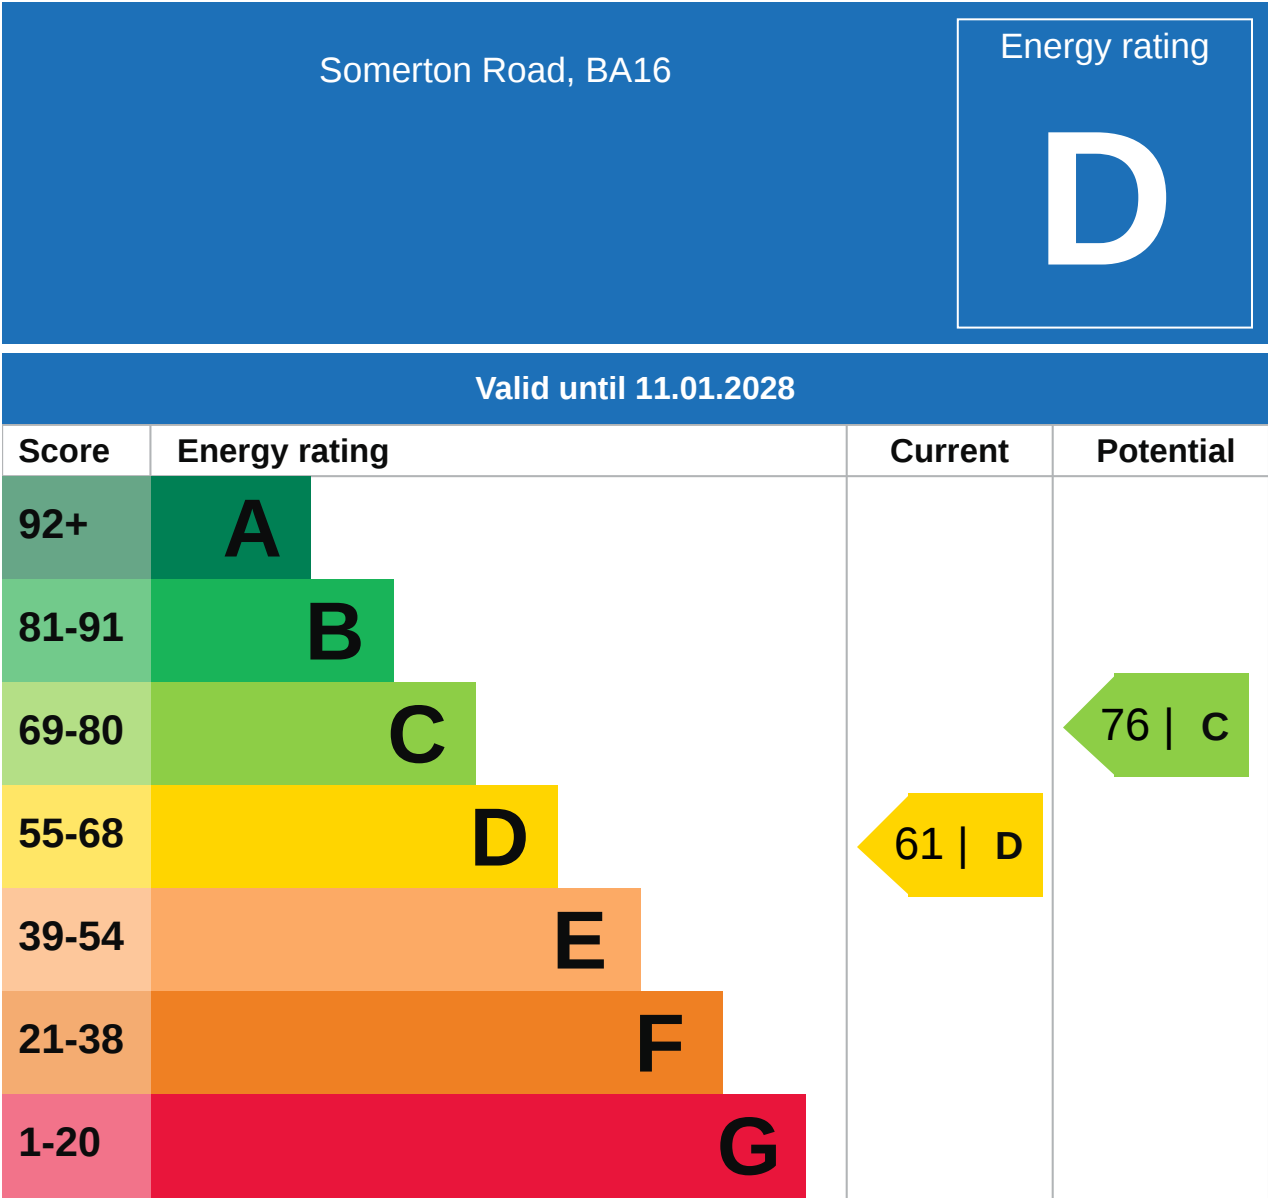 Somerton Road, BA16
Energy rating
D
Valid until 11.01.2028
Score Energy rating Current Potential
92+ A
81-91 B
69-80 C
76 | C
55-68 D
61 | D
39-54 E
21-38 F
1-20 G